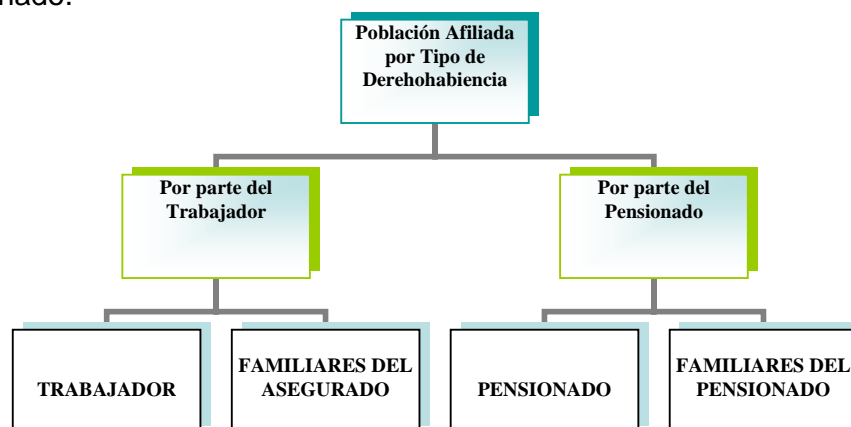 nado.
Población Afiliada
por Tipo de
Derehohabiencia
Por parte del
Trabajador
Por parte del
Pensionado
TRABAJADOR
FAMILIARES DEL
ASEGURADO
PENSIONADO
FAMILIARES DEL
PENSIONADO